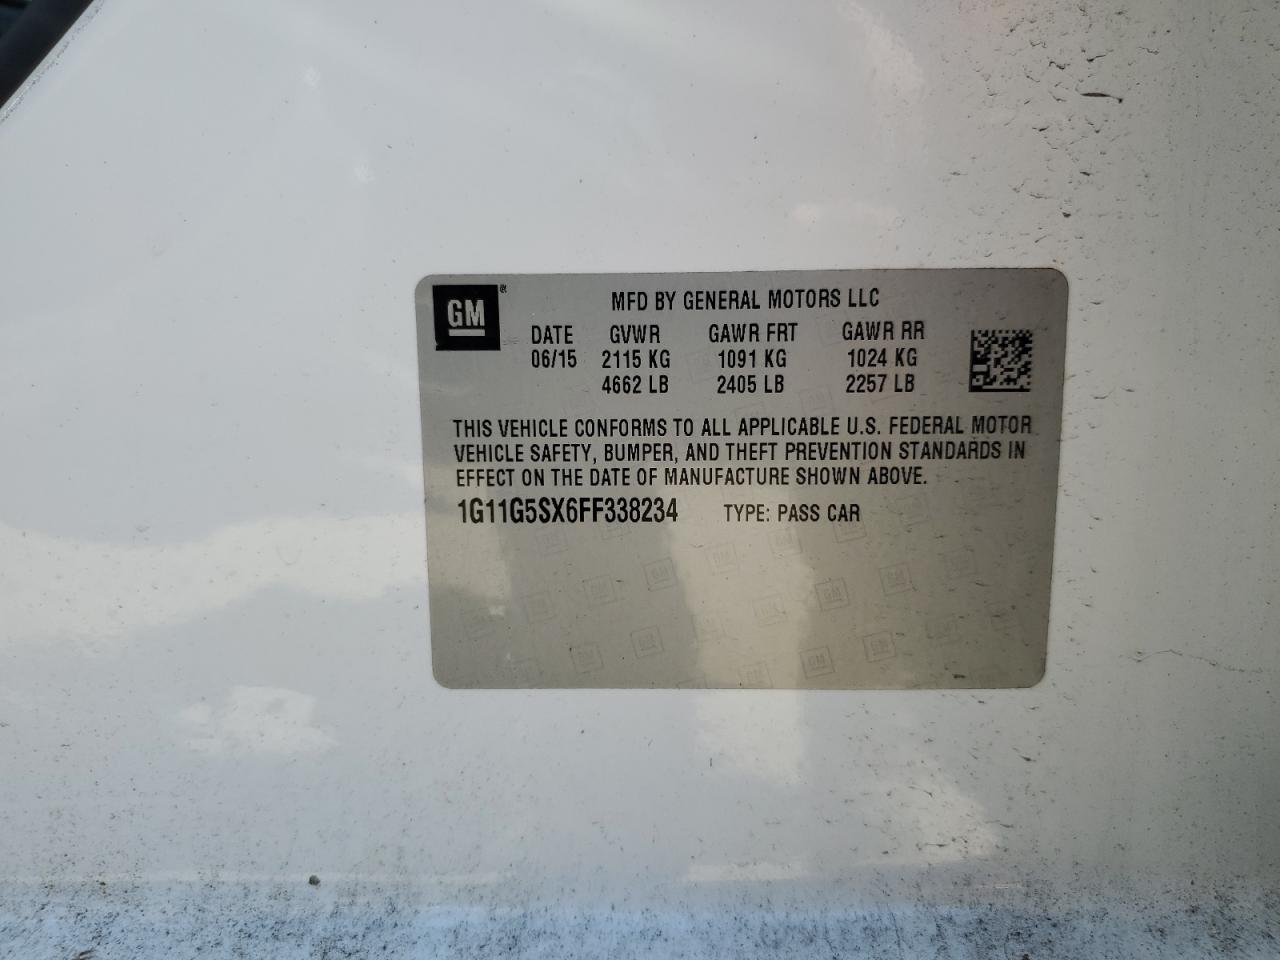 GM®
MFD BY GENERAL MOTORS LLC
DATE GVWR GAWR FRT GAWR RR
06/15 2115 KG 1091 KG 1024 KG
4662 LB 2405 LB 2257 LB
THIS VEHICLE CONFORMS TO ALL APPLICABLE U.S. FEDERAL MOTOR
VEHICLE SAFETY, BUMPER, AND THEFT PREVENTION STANDARDS IN
EFFECT ON THE DATE OF MANUFACTURE SHOWN ABOVE.
1G11G5SX6FF338234 TYPE: PASS CAR